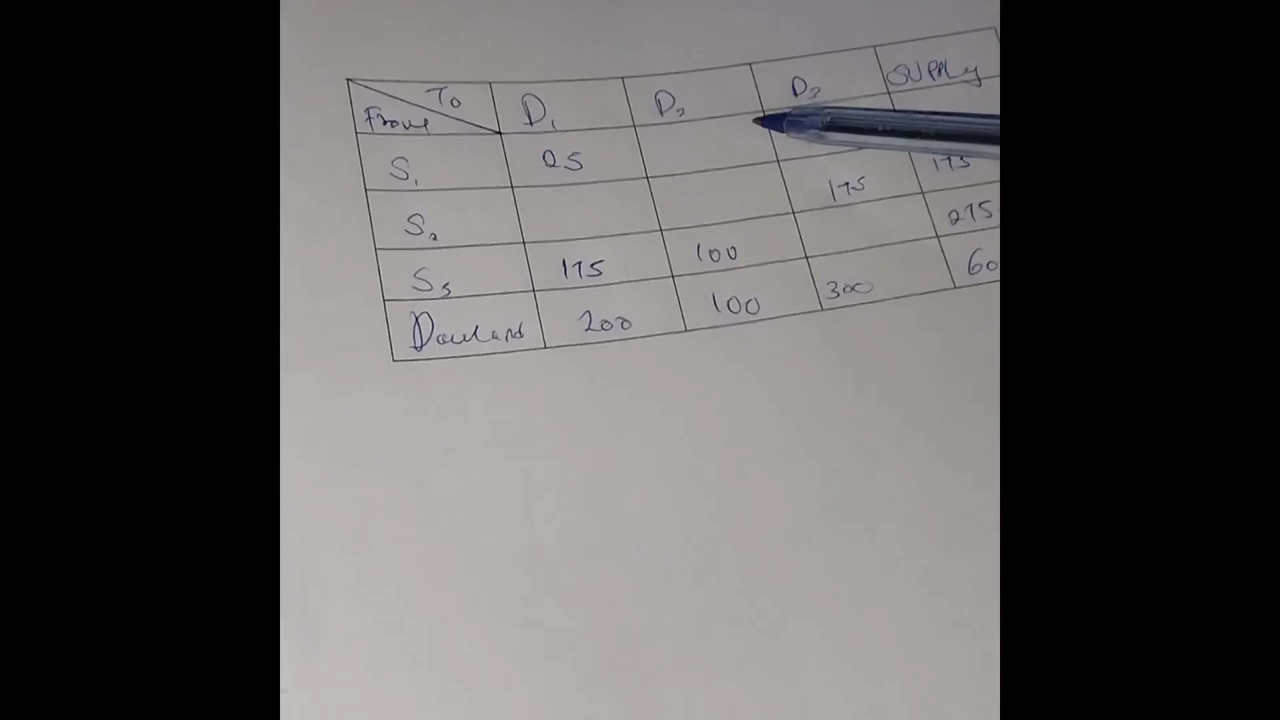 To
From D1 D2 D3 SUPPLY
S1 25
S2 175 175
S3 175 100 275
Demand 200 100 300 60